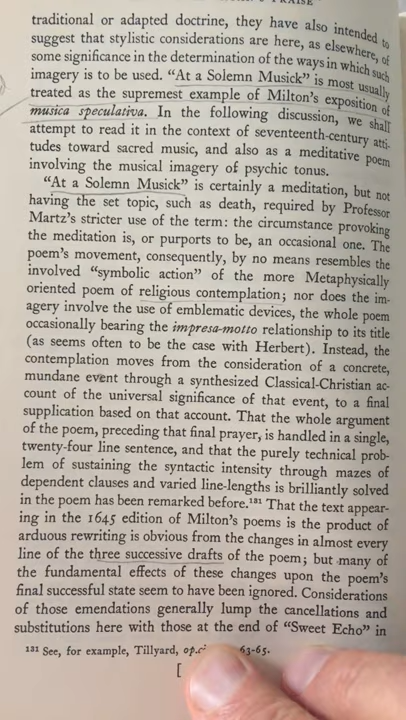 PRAISE"
traditional or adapted doctrine, they have also intended to
suggest that stylistic considerations are here, as elsewhere, of
some significance in the determination of the ways in which such
imagery is to be used. "At a Solemn Musick" is most usually
treated as the supremest example of Milton's exposition of
musica speculativa. In the following discussion, we shall
attempt to read it in the context of seventeenth-century atti-
tudes toward sacred music, and also as a meditative poem
involving the musical imagery of psychic tonus.
"At a Solemn Musick" is certainly a meditation, but not
having the set topic, such as death, required by Professor
Martz's stricter use of the term: the circumstance provoking
the meditation is, or purports to be, an occasional one. The
poem's movement, consequently, by no means resembles the
involved "symbolic action" of the more Metaphysically
oriented poem of religious contemplation; nor does the im-
agery involve the use of emblematic devices, the whole poem
occasionally bearing the impresa-motto relationship to its title
(as seems often to be the case with Herbert). Instead, the
contemplation moves from the consideration of a concrete,
mundane event through a synthesized Classical-Christian ac-
count of the universal significance of that event, to a final
supplication based on that account. That the whole argument
of the poem, preceding that final prayer, is handled in a single,
twenty-four line sentence, and that the purely technical prob-
lem of sustaining the syntactic intensity through mazes of
dependent clauses and varied line-lengths is brilliantly solved
in the poem has been remarked before.¹³¹ That the text appear-
ing in the 1645 edition of Milton's poems is the product of
arduous rewriting is obvious from the changes in almost every
line of the three successive drafts of the poem; but many of
the fundamental effects of these changes upon the poem's
final successful state seem to have been ignored. Considerations
of those emendations generally lump the cancellations and
substitutions here with those at the end of "Sweet Echo" in
¹³¹ See, for example, Tillyard, 63-65.
[